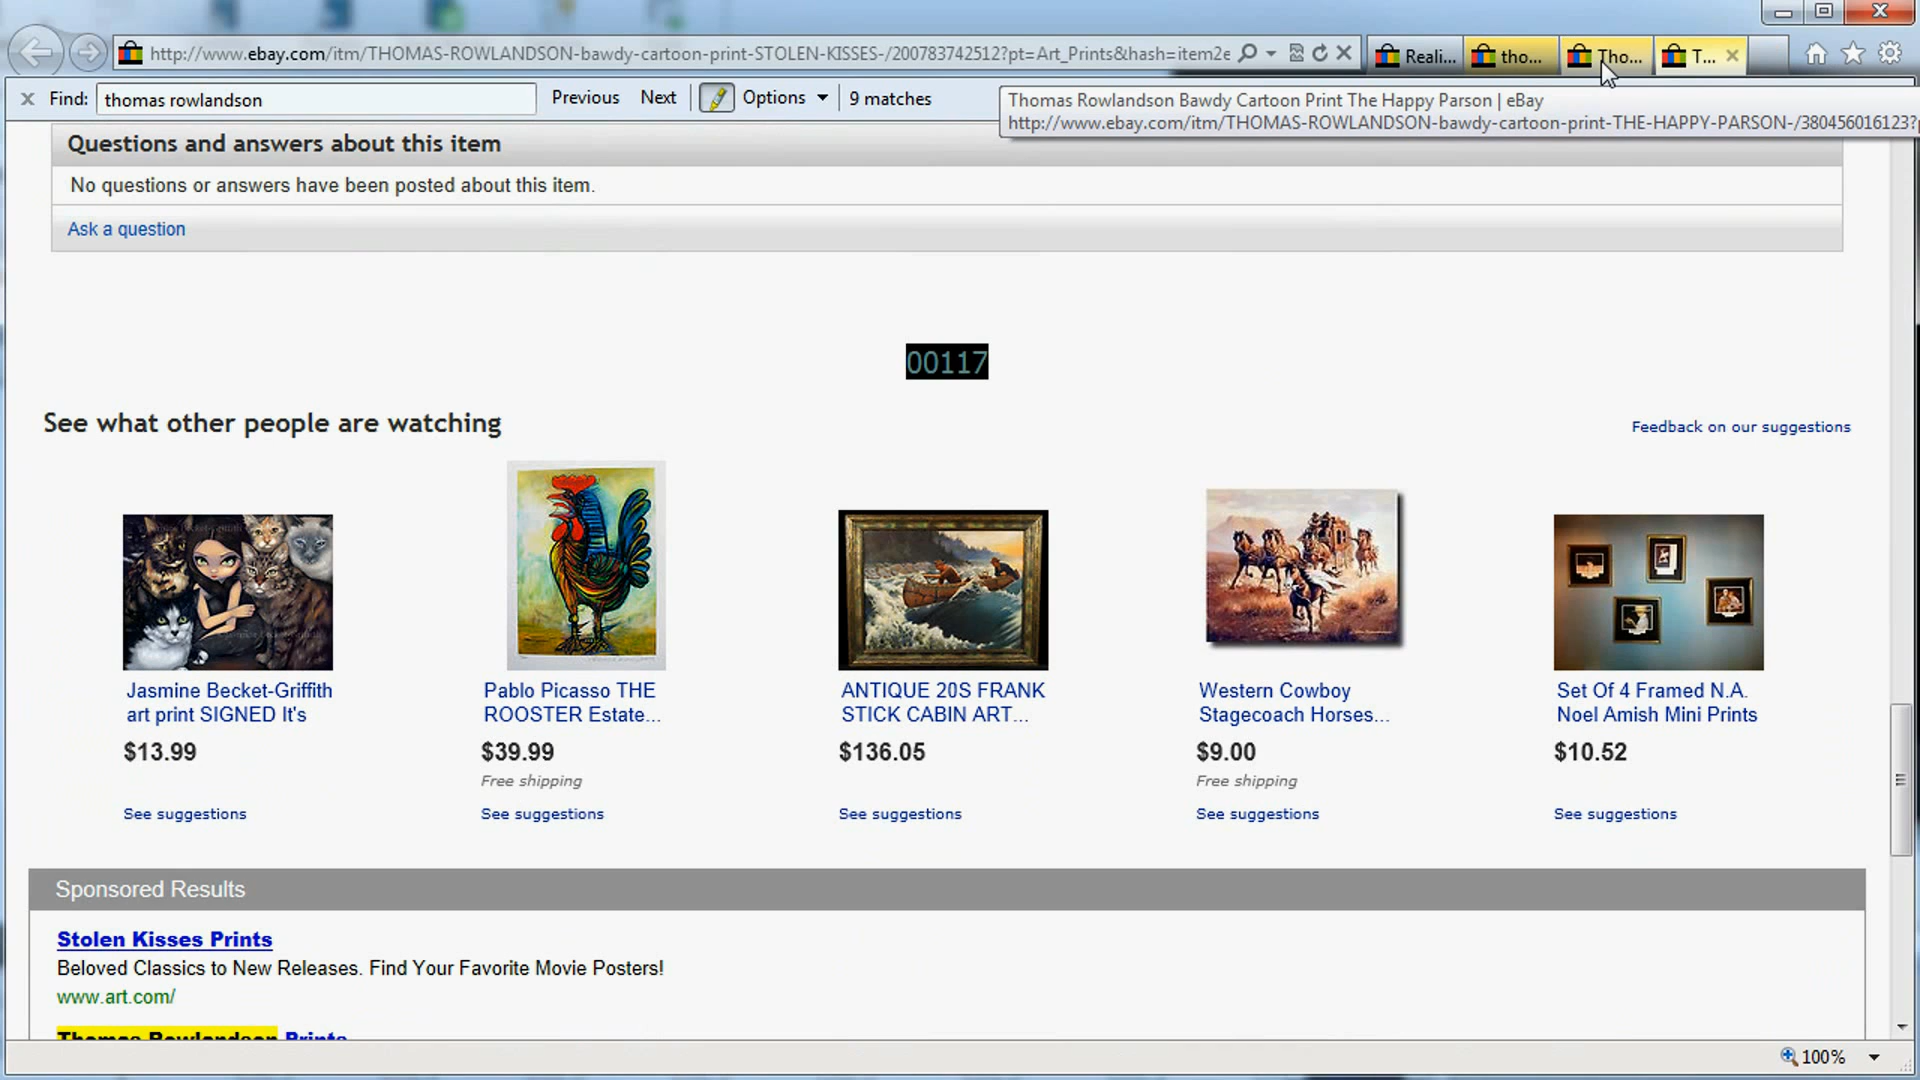 http://www.ebay.com/itm/THOMAS-ROWLANDSON-bawdy-cartoon-print-STOLEN-KISSES-/200783742512?pt=Art_Prints&hash=item2e
Reali...
tho...
Tho...
T...
Find: thomas rowlandson
Previous
Next
Options
9 matches
Thomas Rowlandson Bawdy Cartoon Print The Happy Parson | eBay
http://www.ebay.com/itm/THOMAS-ROWLANDSON-bawdy-cartoon-print-THE-HAPPY-PARSON-/380456016123?
Questions and answers about this item
No questions or answers have been posted about this item.
Ask a question
00117
See what other people are watching
Feedback on our suggestions
Jasmine Becket-Griffith
art print SIGNED It's
$13.99
See suggestions
Pablo Picasso THE
ROOSTER Estate...
$39.99
Free shipping
See suggestions
ANTIQUE 20S FRANK
STICK CABIN ART...
$136.05
See suggestions
Western Cowboy
Stagecoach Horses...
$9.00
Free shipping
See suggestions
Set Of 4 Framed N.A.
Noel Amish Mini Prints
$10.52
See suggestions
Sponsored Results
Stolen Kisses Prints
Beloved Classics to New Releases. Find Your Favorite Movie Posters!
www.art.com/
Thomas Rowlandson Prints
100%